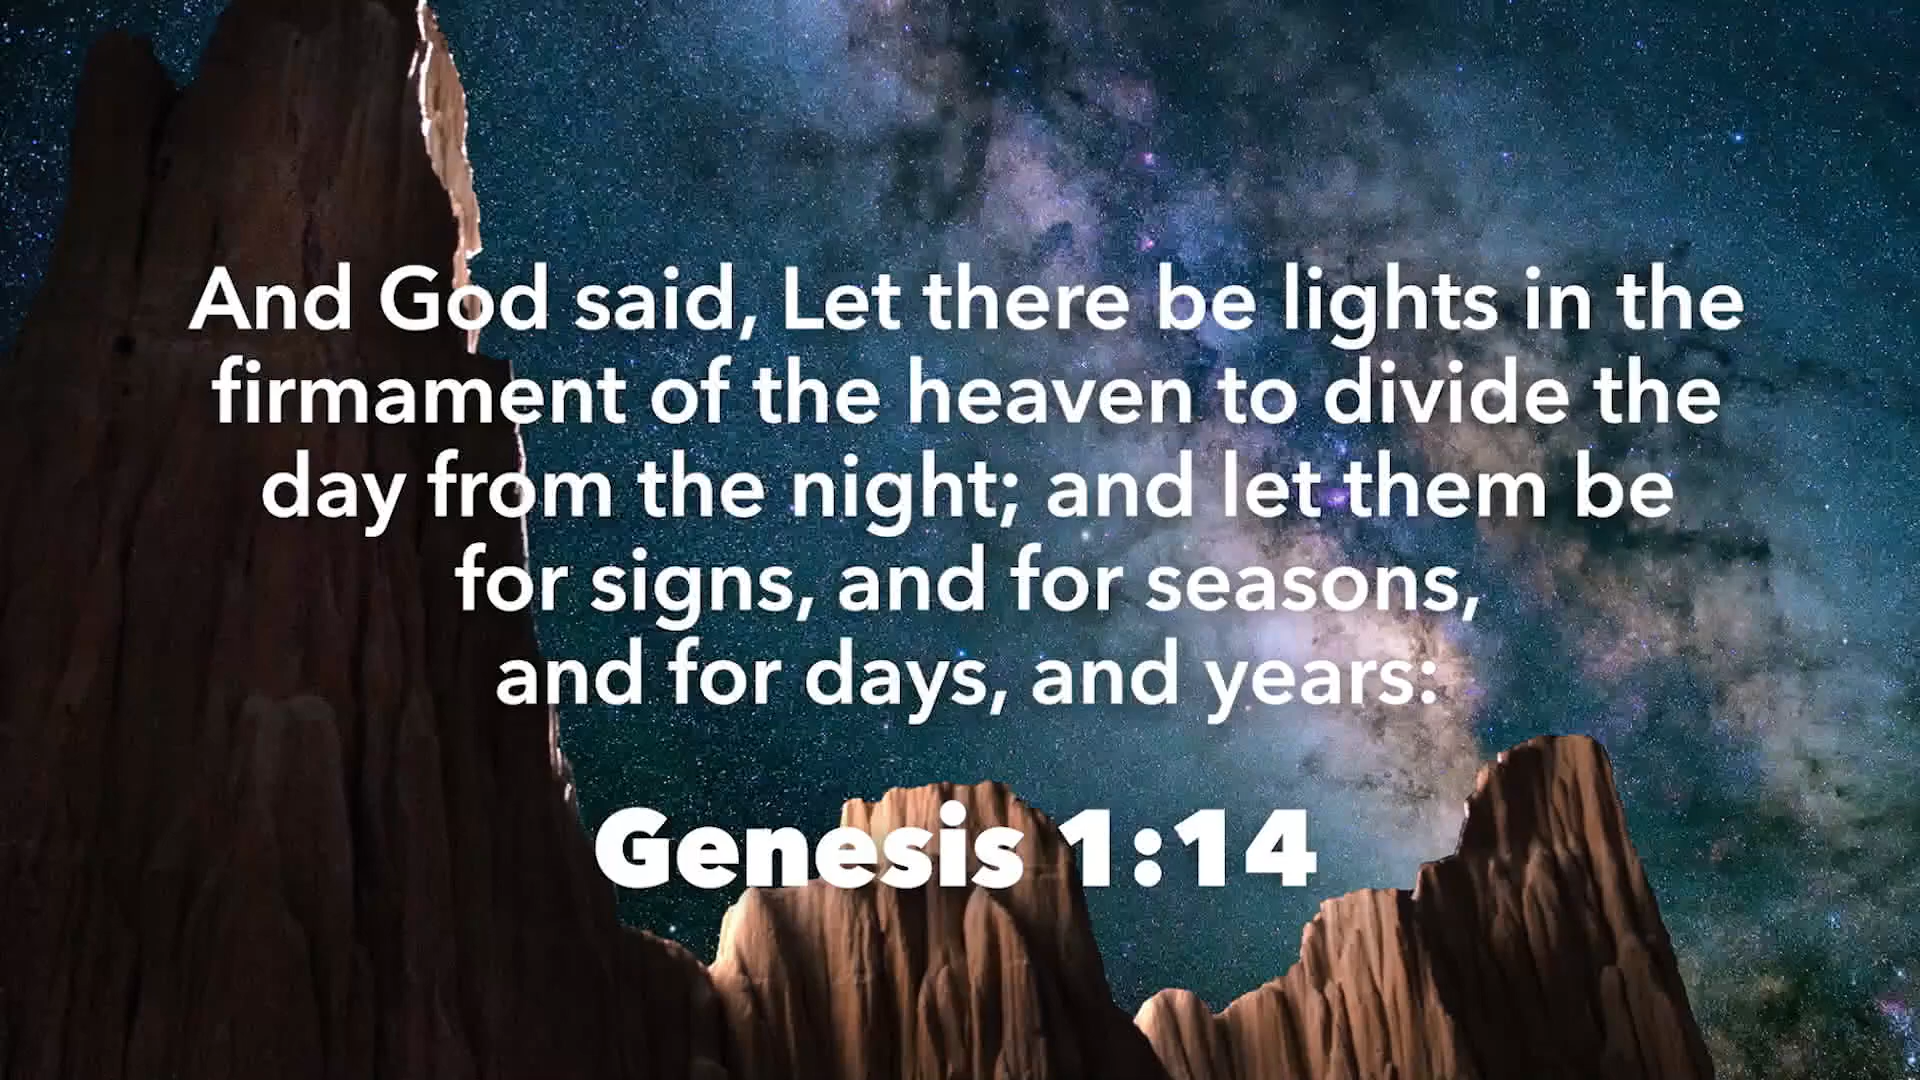 And God said, Let there be lights in the
firmament of the heaven to divide the
day from the night; and let them be
for signs, and for seasons,
and for days, and years:
Genesis 1:14